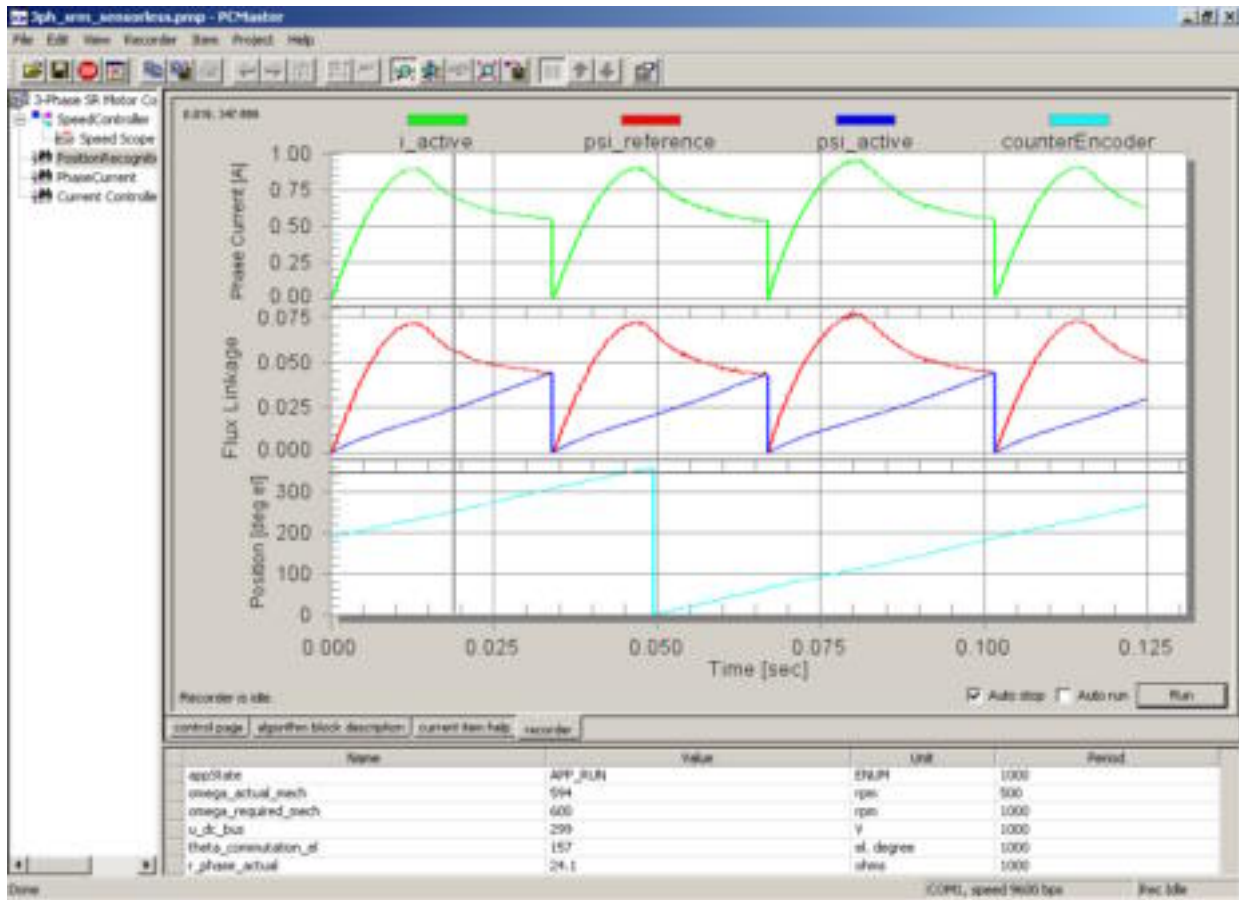 3ph_srm_sensorless.pmp - PCMaster
File Edit View Recorder Item Project Help
3-Phase SR Motor Co
SpeedController
Speed Scope
PositionRecogniti
PhaseCurrent
Current Controlle
i_active psi_reference psi_active counterEncoder
Phase Current [A]
1.00
0.75
0.50
0.25
0.00
Flux Linkage
0.075
0.050
0.025
0.000
Position [deg el]
300
200
100
0
0.000 0.025 0.050 0.075 0.100 0.125
Time [sec]
Recorder is idle.
Auto stop Auto run Run
control page algorithm block description current item help recorder
Name Value Unit Period
appState APP_RUN ENUM 1000
omega_actual_mech 594 rpm 500
omega_required_mech 600 rpm 1000
u_dc_bus 299 V 1000
theta_commutation_el 157 el. degree 1000
r_phase_actual 24.1 ohms 1000
Done COM1, speed 9600 bps Rec Idle